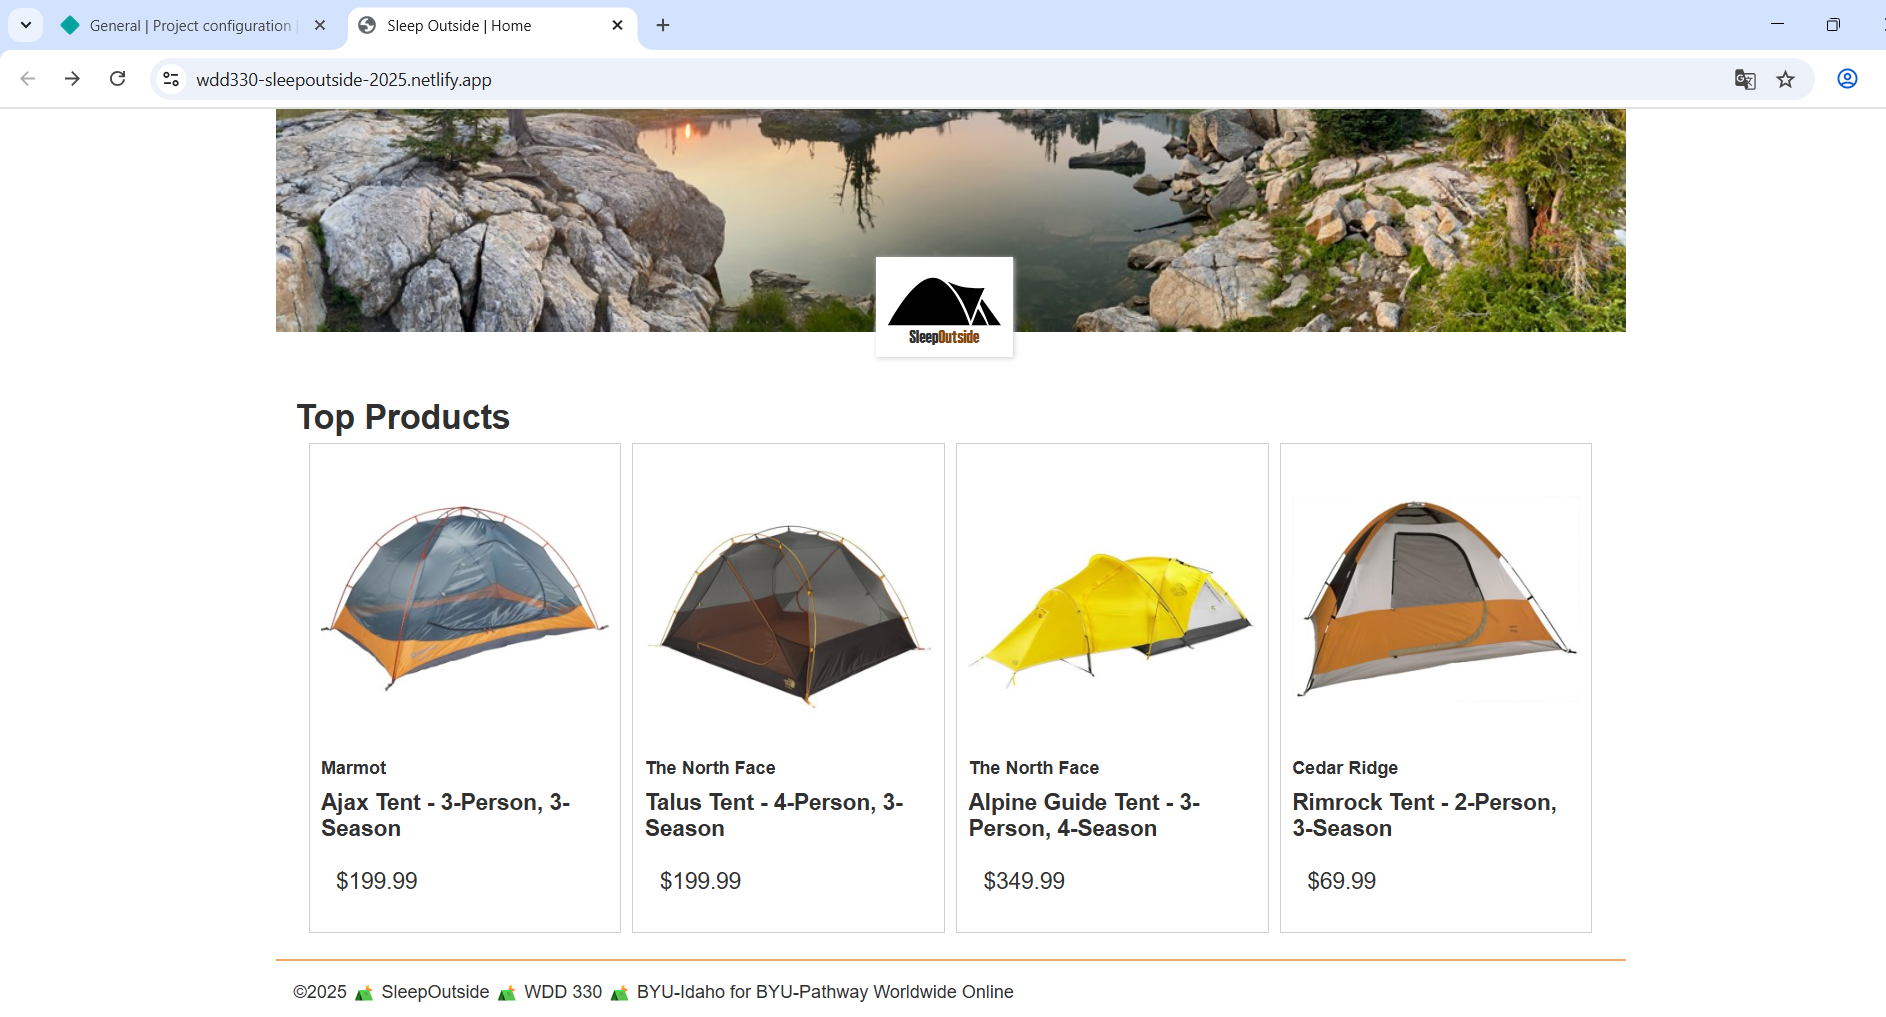 General | Project configuration
Sleep Outside | Home
wdd330-sleepoutside-2025.netlify.app
SleepOutside
Top Products
Marmot
Ajax Tent - 3-Person, 3-
Season
$199.99
The North Face
Talus Tent - 4-Person, 3-
Season
$199.99
The North Face
Alpine Guide Tent - 3-
Person, 4-Season
$349.99
Cedar Ridge
Rimrock Tent - 2-Person,
3-Season
$69.99
©2025 🏕 SleepOutside 🏕 WDD 330 🏕 BYU-Idaho for BYU-Pathway Worldwide Online